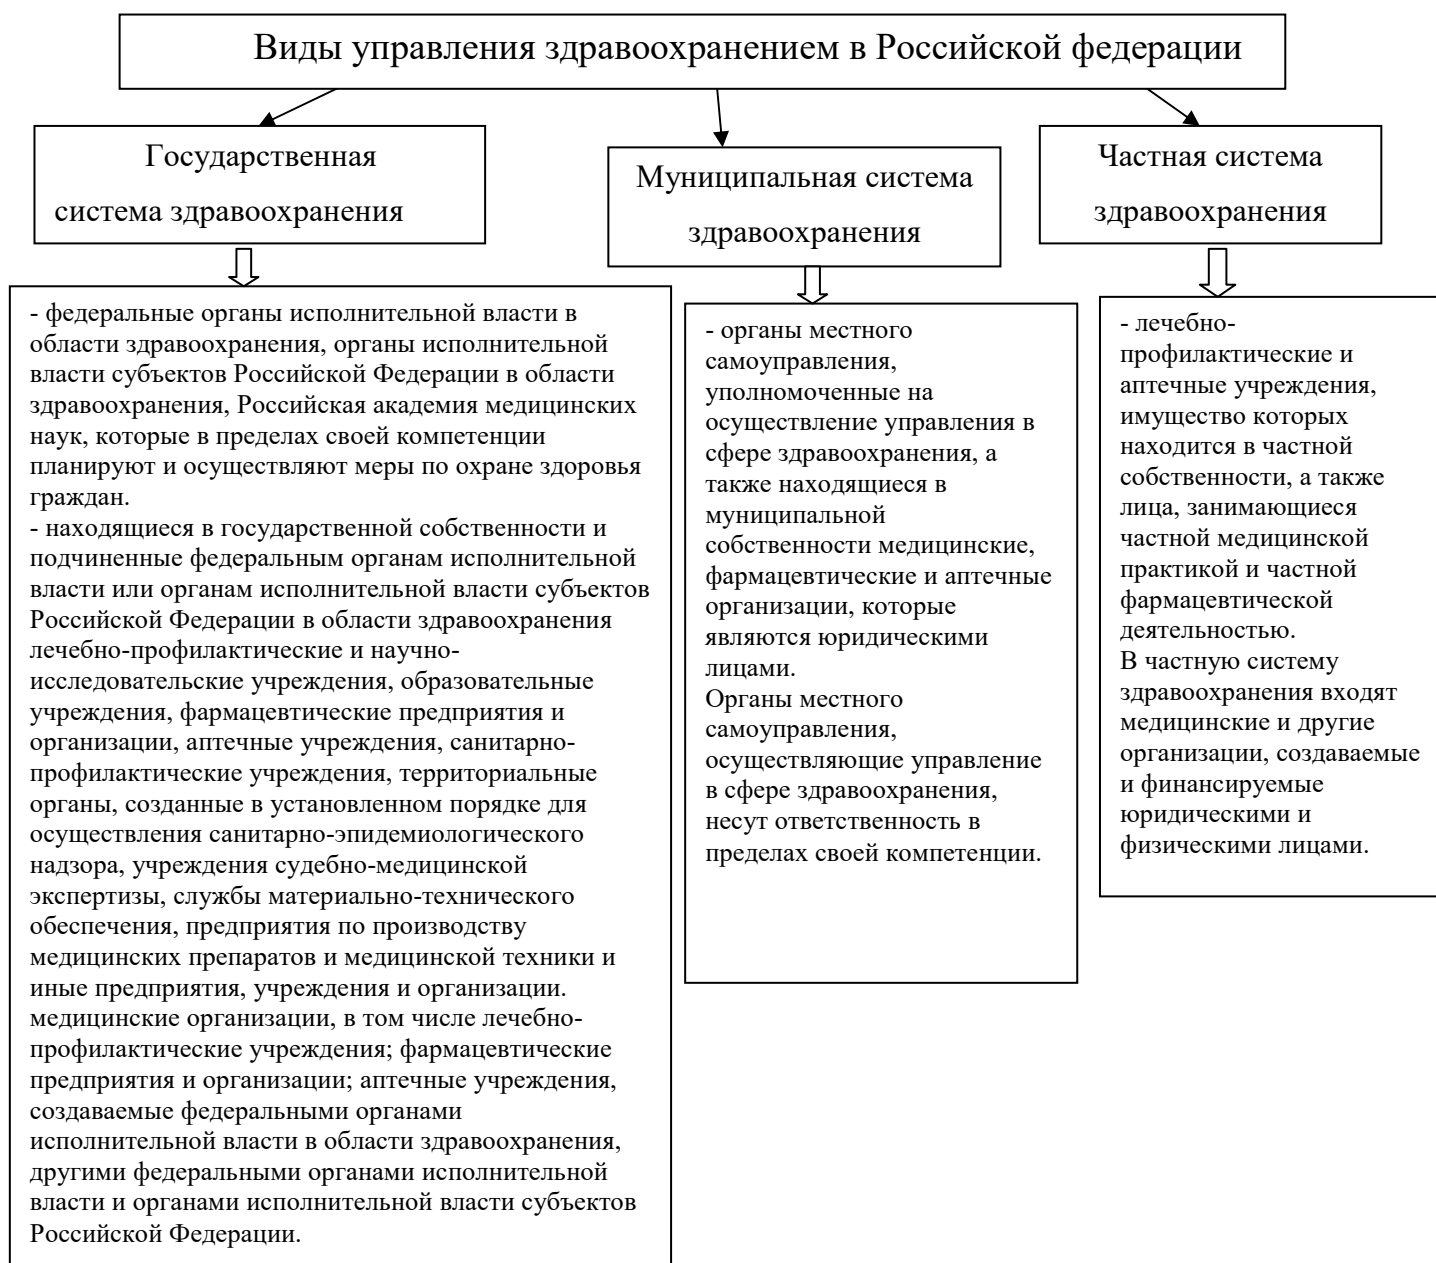 Виды управления здравоохранением в Российской федерации
Государственная
система здравоохранения
Муниципальная система
здравоохранения
Частная система
здравоохранения
- федеральные органы исполнительной власти в
области здравоохранения, органы исполнительной
власти субъектов Российской Федерации в области
здравоохранения, Российская академия медицинских
наук, которые в пределах своей компетенции
планируют и осуществляют меры по охране здоровья
граждан.
- находящиеся в государственной собственности и
подчиненные федеральным органам исполнительной
власти или органам исполнительной власти субъектов
Российской Федерации в области здравоохранения
лечебно-профилактические и научно-
исследовательские учреждения, образовательные
учреждения, фармацевтические предприятия и
организации, аптечные учреждения, санитарно-
профилактические учреждения, территориальные
органы, созданные в установленном порядке для
осуществления санитарно-эпидемиологического
надзора, учреждения судебно-медицинской
экспертизы, службы материально-технического
обеспечения, предприятия по производству
медицинских препаратов и медицинской техники и
иные предприятия, учреждения и организации.
медицинские организации, в том числе лечебно-
профилактические учреждения; фармацевтические
предприятия и организации; аптечные учреждения,
создаваемые федеральными органами
исполнительной власти в области здравоохранения,
другими федеральными органами исполнительной
власти и органами исполнительной власти субъектов
Российской Федерации.
- органы местного
самоуправления,
уполномоченные на
осуществление управления в
сфере здравоохранения, а
также находящиеся в
муниципальной
собственности медицинские,
фармацевтические и аптечные
организации, которые
являются юридическими
лицами.
Органы местного
самоуправления,
осуществляющие управление
в сфере здравоохранения,
несут ответственность в
пределах своей компетенции.
- лечебно-
профилактические и
аптечные учреждения,
имущество которых
находится в частной
собственности, а также
лица, занимающиеся
частной медицинской
практикой и частной
фармацевтической
деятельностью.
В частную систему
здравоохранения входят
медицинские и другие
организации, создаваемые
и финансируемые
юридическими и
физическими лицами.